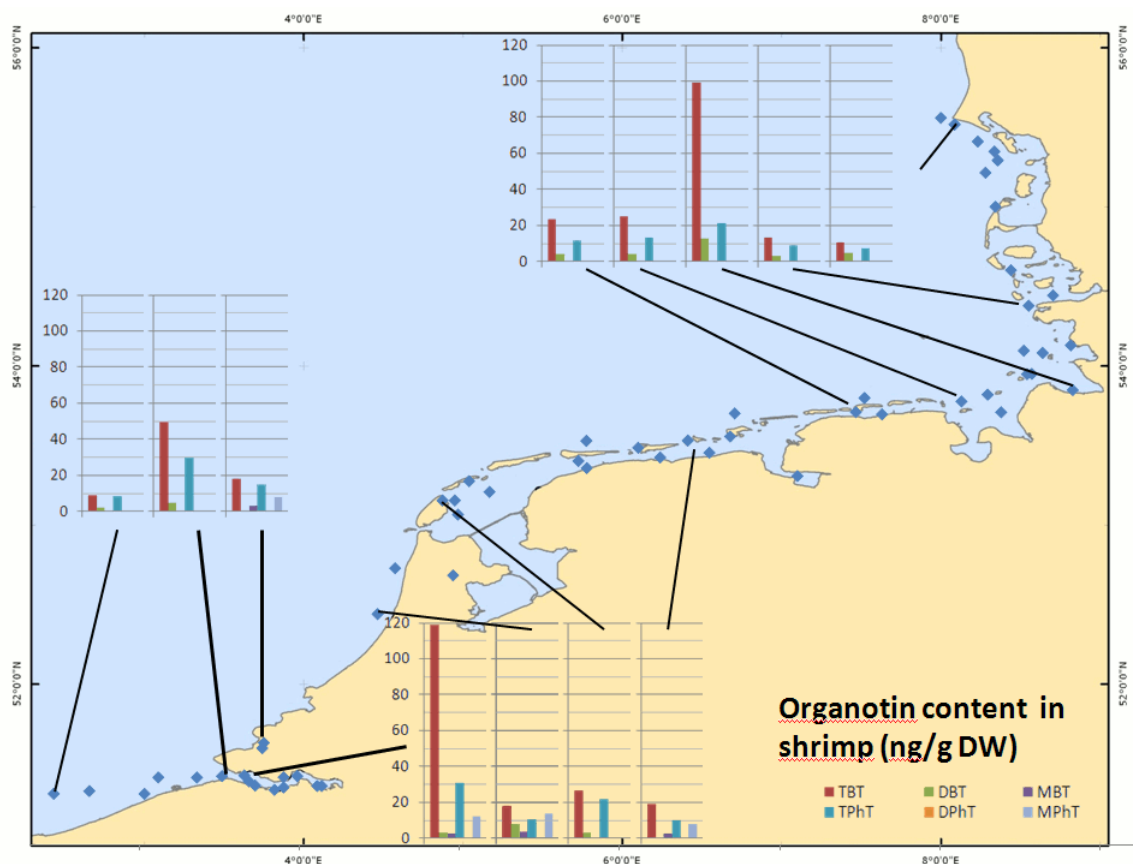 4°0'0"E 6°0'0"E 8°0'0"E
56°0'0"N 56°0'0"N
120
100
80
60
40
20
0
120
100
80
60
40
20
0
54°0'0"N 54°0'0"N
120
100
80
60
40
20
0
52°0'0"N 52°0'0"N
Organotin content in
shrimp (ng/g DW)
TBT DBT MBT
TPhT DPhT MPhT
4°0'0"E 6°0'0"E 8°0'0"E